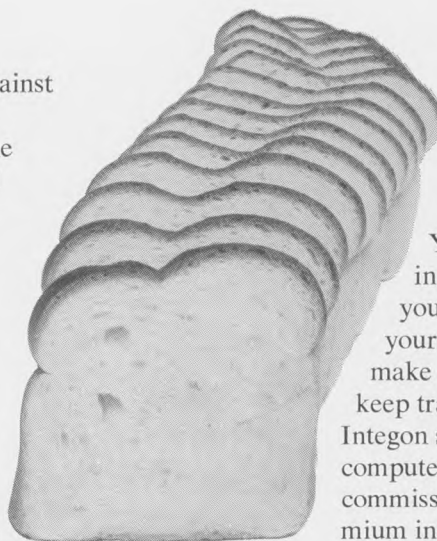 ainst
e
Y
in
you
your
make
keep tra
Integon a
compute
commiss
mium in